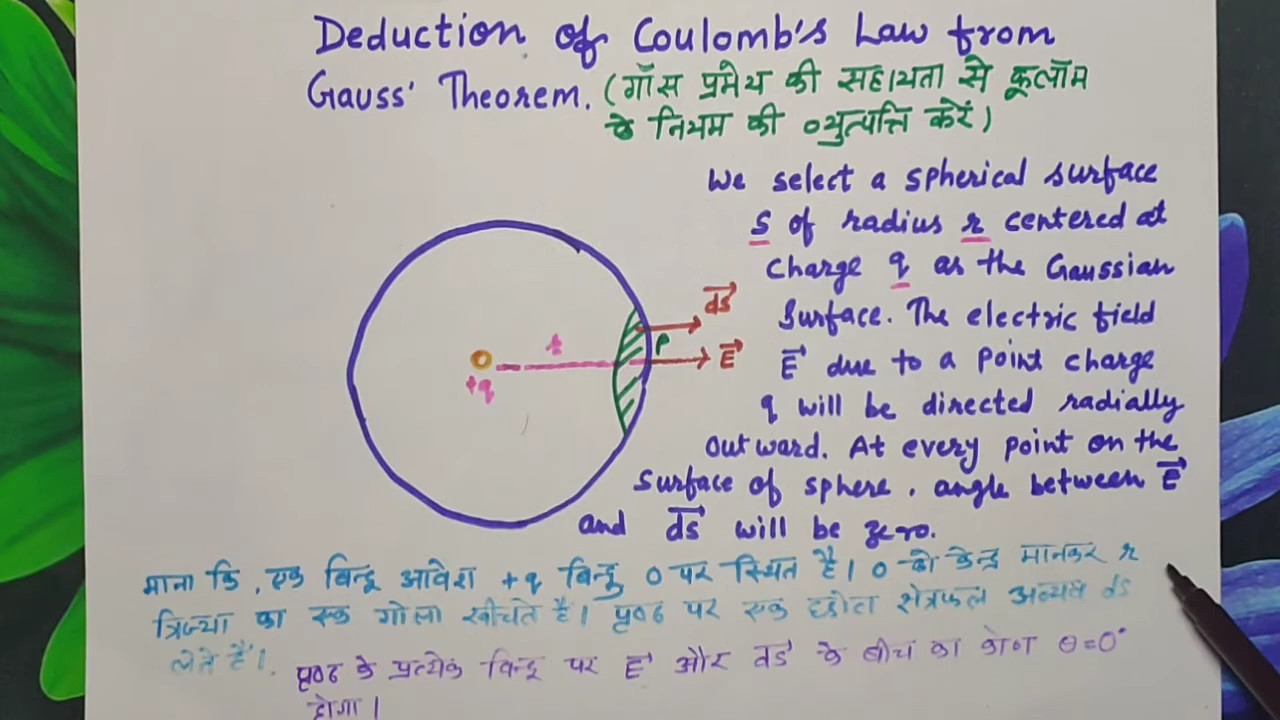 Deduction of Coulomb's Law from
Gauss' Theorem. (गॉस प्रमेय की सहायता से कूलॉम
के नियम की व्युत्पत्ति करें)
We select a spherical surface
S of radius r centered at
charge q as the Gaussian
Surface. The electric field
E⃗ due to a point charge
q will be directed radially
outward. At every point on the
surface of sphere, angle between E⃗
and ds⃗ will be zero.
ds⃗
r
P
E⃗
+q
माना कि, एक बिन्दू आवेश +q बिन्दु O पर स्थित है। O को केन्द्र मानकर r
त्रिज्या का एक गोला खींचते है। पृष्ठ पर एक छोटा क्षेत्रफल अव्यव ds
लेते हैं।
पृष्ठ के प्रत्येक बिन्दू पर E⃗ और ds⃗ के बीच का कोण θ=0°
होगा।